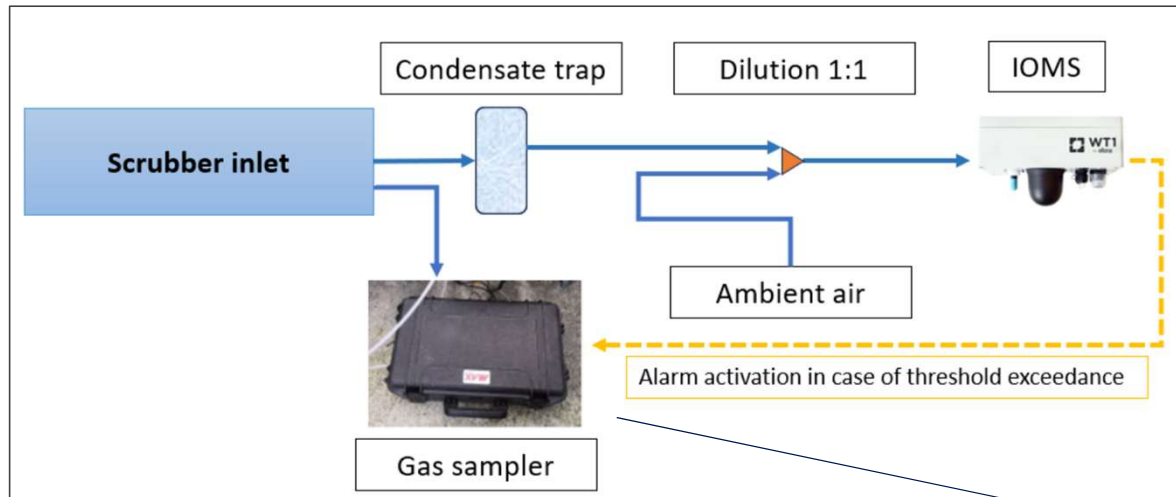 Condensate trap
Dilution 1:1
IOMS
Scrubber inlet
WT1
Ambient air
Alarm activation in case of threshold exceedance
Gas sampler